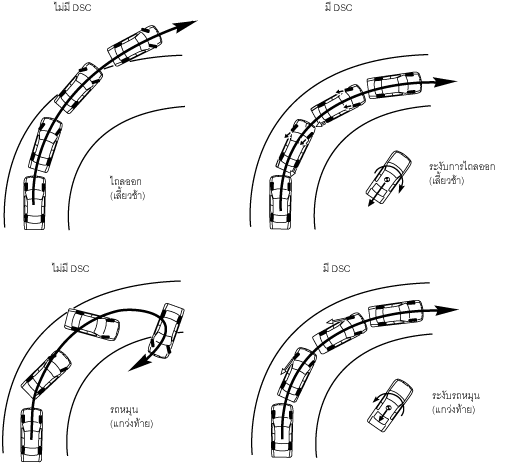 ไม่มี DSC
มี DSC
ไถลออก
(เลี้ยวช้า)
ระงับการไถลออก
(เลี้ยวช้า)
ไม่มี DSC
มี DSC
รถหมุน
(แกว่งท้าย)
ระงับรถหมุน
(แกว่งท้าย)